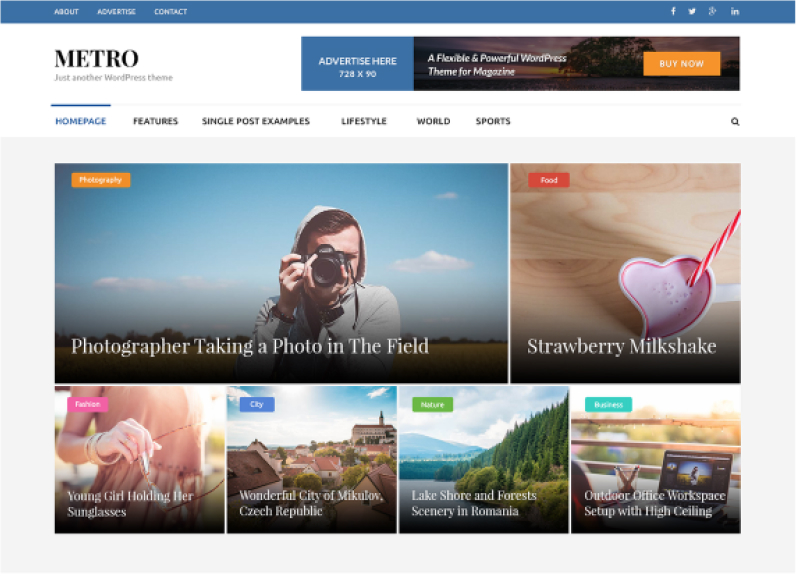 ABOUT ADVERTISE CONTACT
METRO
Just another WordPress theme
ADVERTISE HERE
728 X 90
A Flexible & Powerful WordPress
Theme for Magazine
BUY NOW
HOMEPAGE FEATURES SINGLE POST EXAMPLES LIFESTYLE WORLD SPORTS
Photography
Photographer Taking a Photo in The Field
Food
Strawberry Milkshake
Fashion
Young Girl Holding Her
Sunglasses
City
Wonderful City of Mikulov,
Czech Republic
Nature
Lake Shore and Forests
Scenery in Romania
Business
Outdoor Office Workspace
Setup with High Ceiling